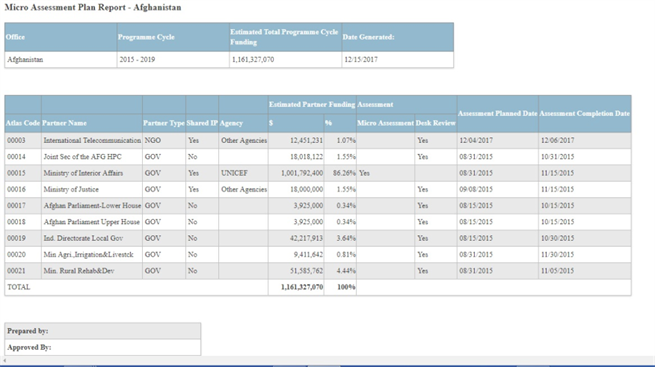 Micro Assessment Plan Report - Afghanistan
Office Programme Cycle Estimated Total Programme Cycle Funding Date Generated:
Afghanistan 2015 - 2019 1,161,327,070 12/15/2017
Estimated Partner Funding Assessment
Atlas Code Partner Name Partner Type Shared IP Agency $ % Micro Assessment Desk Review Assessment Planned Date Assessment Completion Date
00003 International Telecommunication NGO Yes Other Agencies 12,451,231 1.07% Yes 12/04/2017 12/06/2017
00014 Joint Sec of the AFG HPC GOV No 18,018,122 1.55% Yes 08/31/2015 10/31/2015
00015 Ministry of Interior Affairs GOV Yes UNICEF 1,001,792,400 86.26% Yes 08/31/2015 11/15/2015
00016 Ministry of Justice GOV Yes Other Agencies 18,000,000 1.55% Yes 09/08/2015 11/15/2015
00017 Afghan Parliament-Lower House GOV No 3,925,000 0.34% Yes 08/15/2015 10/15/2015
00018 Afghan Parliament Upper House GOV No 3,925,000 0.34% Yes 08/15/2015 10/15/2015
00019 Ind. Directorate Local Gov GOV No 42,217,913 3.64% Yes 08/15/2015 10/30/2015
00020 Min Agri.,Irrigation&Livestck GOV No 9,411,642 0.81% Yes 08/31/2015 11/30/2015
00021 Min. Rural Rehab&Dev GOV No 51,585,762 4.44% Yes 08/31/2015 11/05/2015
TOTAL 1,161,327,070 100%
Prepared by:
Approved By: